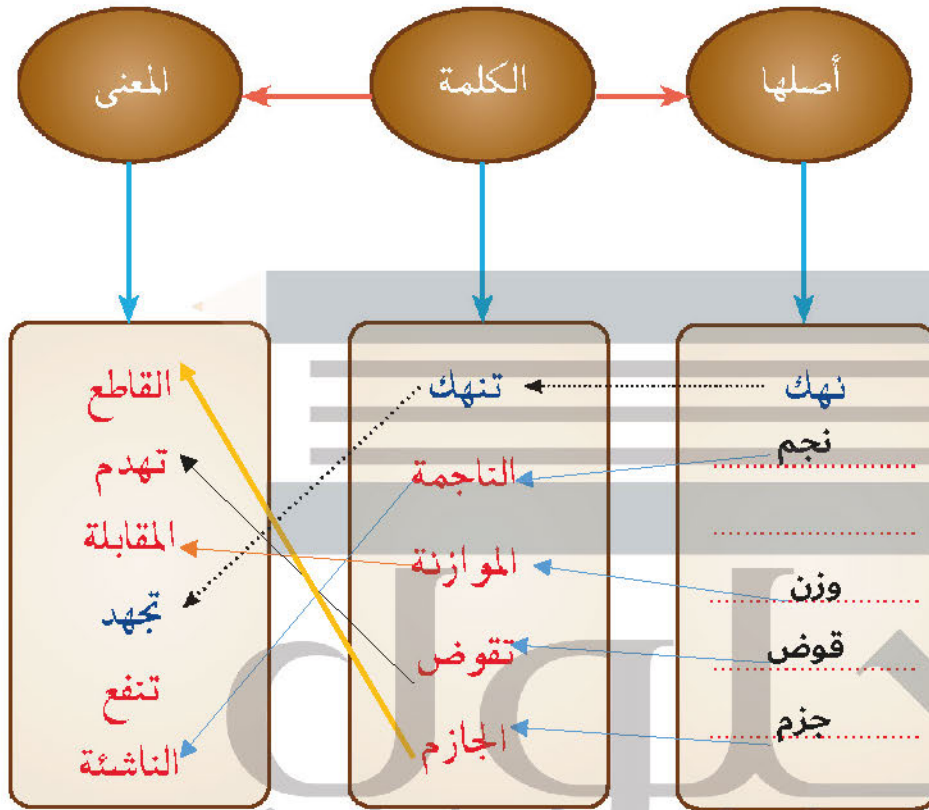 أصلها
الكلمة
المعنى
نهك
نجم
وزن
قوض
جزم
تنهك
الناجمة
الموازنة
تقوض
الجازم
القاطع
تهدم
المقابلة
تجهد
تنفع
الناشئة